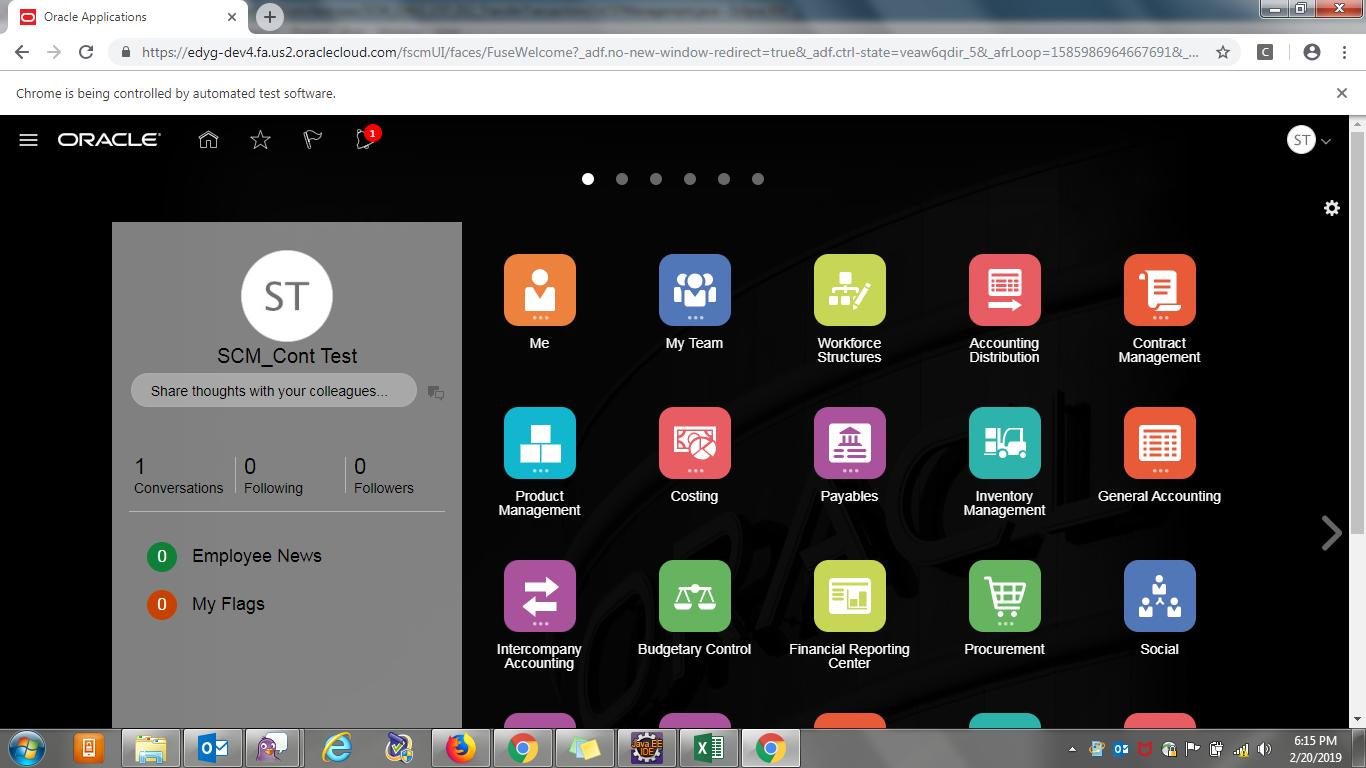 Oracle Applications
https://edyg-dev4.fa.us2.oraclecloud.com/fscmUI/faces/FuseWelcome?_adf.no-new-window-redirect=true&_adf.ctrl-state=veaw6qdir_5&_afrLoop=1585986964667691&_...
C
Chrome is being controlled by automated test software.
ORACLE
1
ST
ST
SCM_Cont Test
Share thoughts with your colleagues...
1
Conversations
0
Following
0
Followers
0 Employee News
0 My Flags
Me
My Team
Workforce
Structures
Accounting
Distribution
Contract
Management
Product
Management
Costing
Payables
Inventory
Management
General Accounting
Intercompany
Accounting
Budgetary Control
Financial Reporting
Center
Procurement
Social
ORACL
Java EE
IDE
6:15 PM
2/20/2019